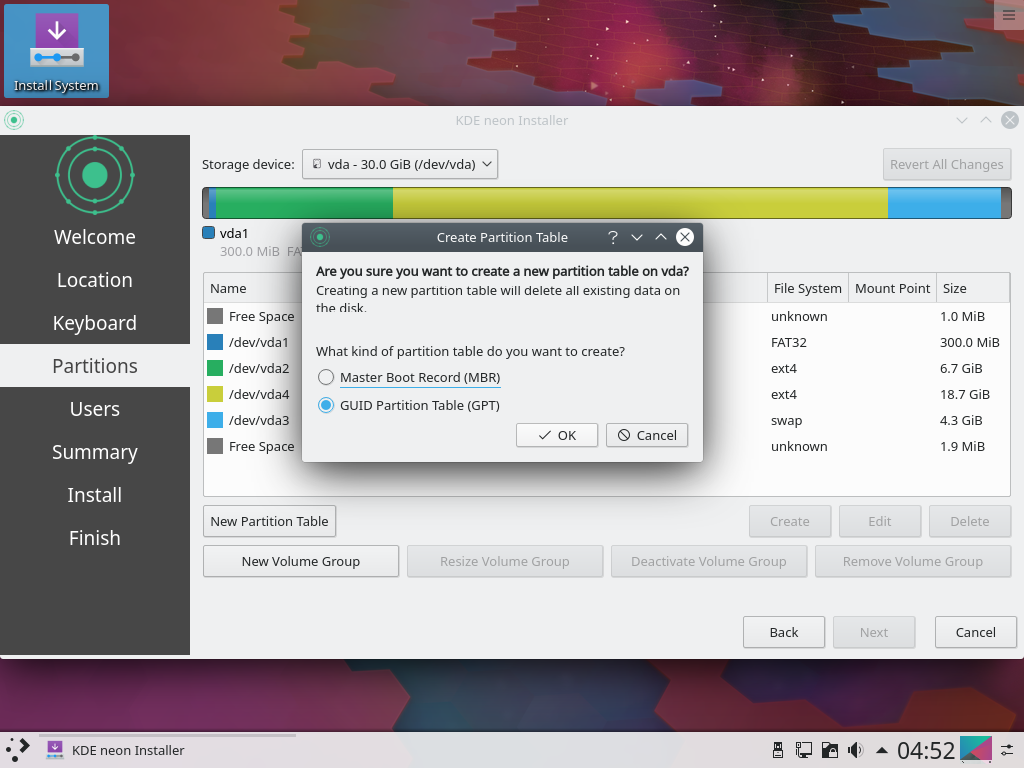 Install System
KDE neon Installer
Storage device: vda - 30.0 GiB (/dev/vda) Revert All Changes
vda1
300.0 MiB FA
Create Partition Table
Are you sure you want to create a new partition table on vda?
Creating a new partition table will delete all existing data on
the disk.
What kind of partition table do you want to create?
Master Boot Record (MBR)
GUID Partition Table (GPT)
OK Cancel
Welcome
Location
Keyboard
Partitions
Users
Summary
Install
Finish
Name File System Mount Point Size
Free Space unknown 1.0 MiB
/dev/vda1 FAT32 300.0 MiB
/dev/vda2 ext4 6.7 GiB
/dev/vda4 ext4 18.7 GiB
/dev/vda3 swap 4.3 GiB
Free Space unknown 1.9 MiB
New Partition Table Create Edit Delete
New Volume Group Resize Volume Group Deactivate Volume Group Remove Volume Group
Back Next Cancel
KDE neon Installer 04:52